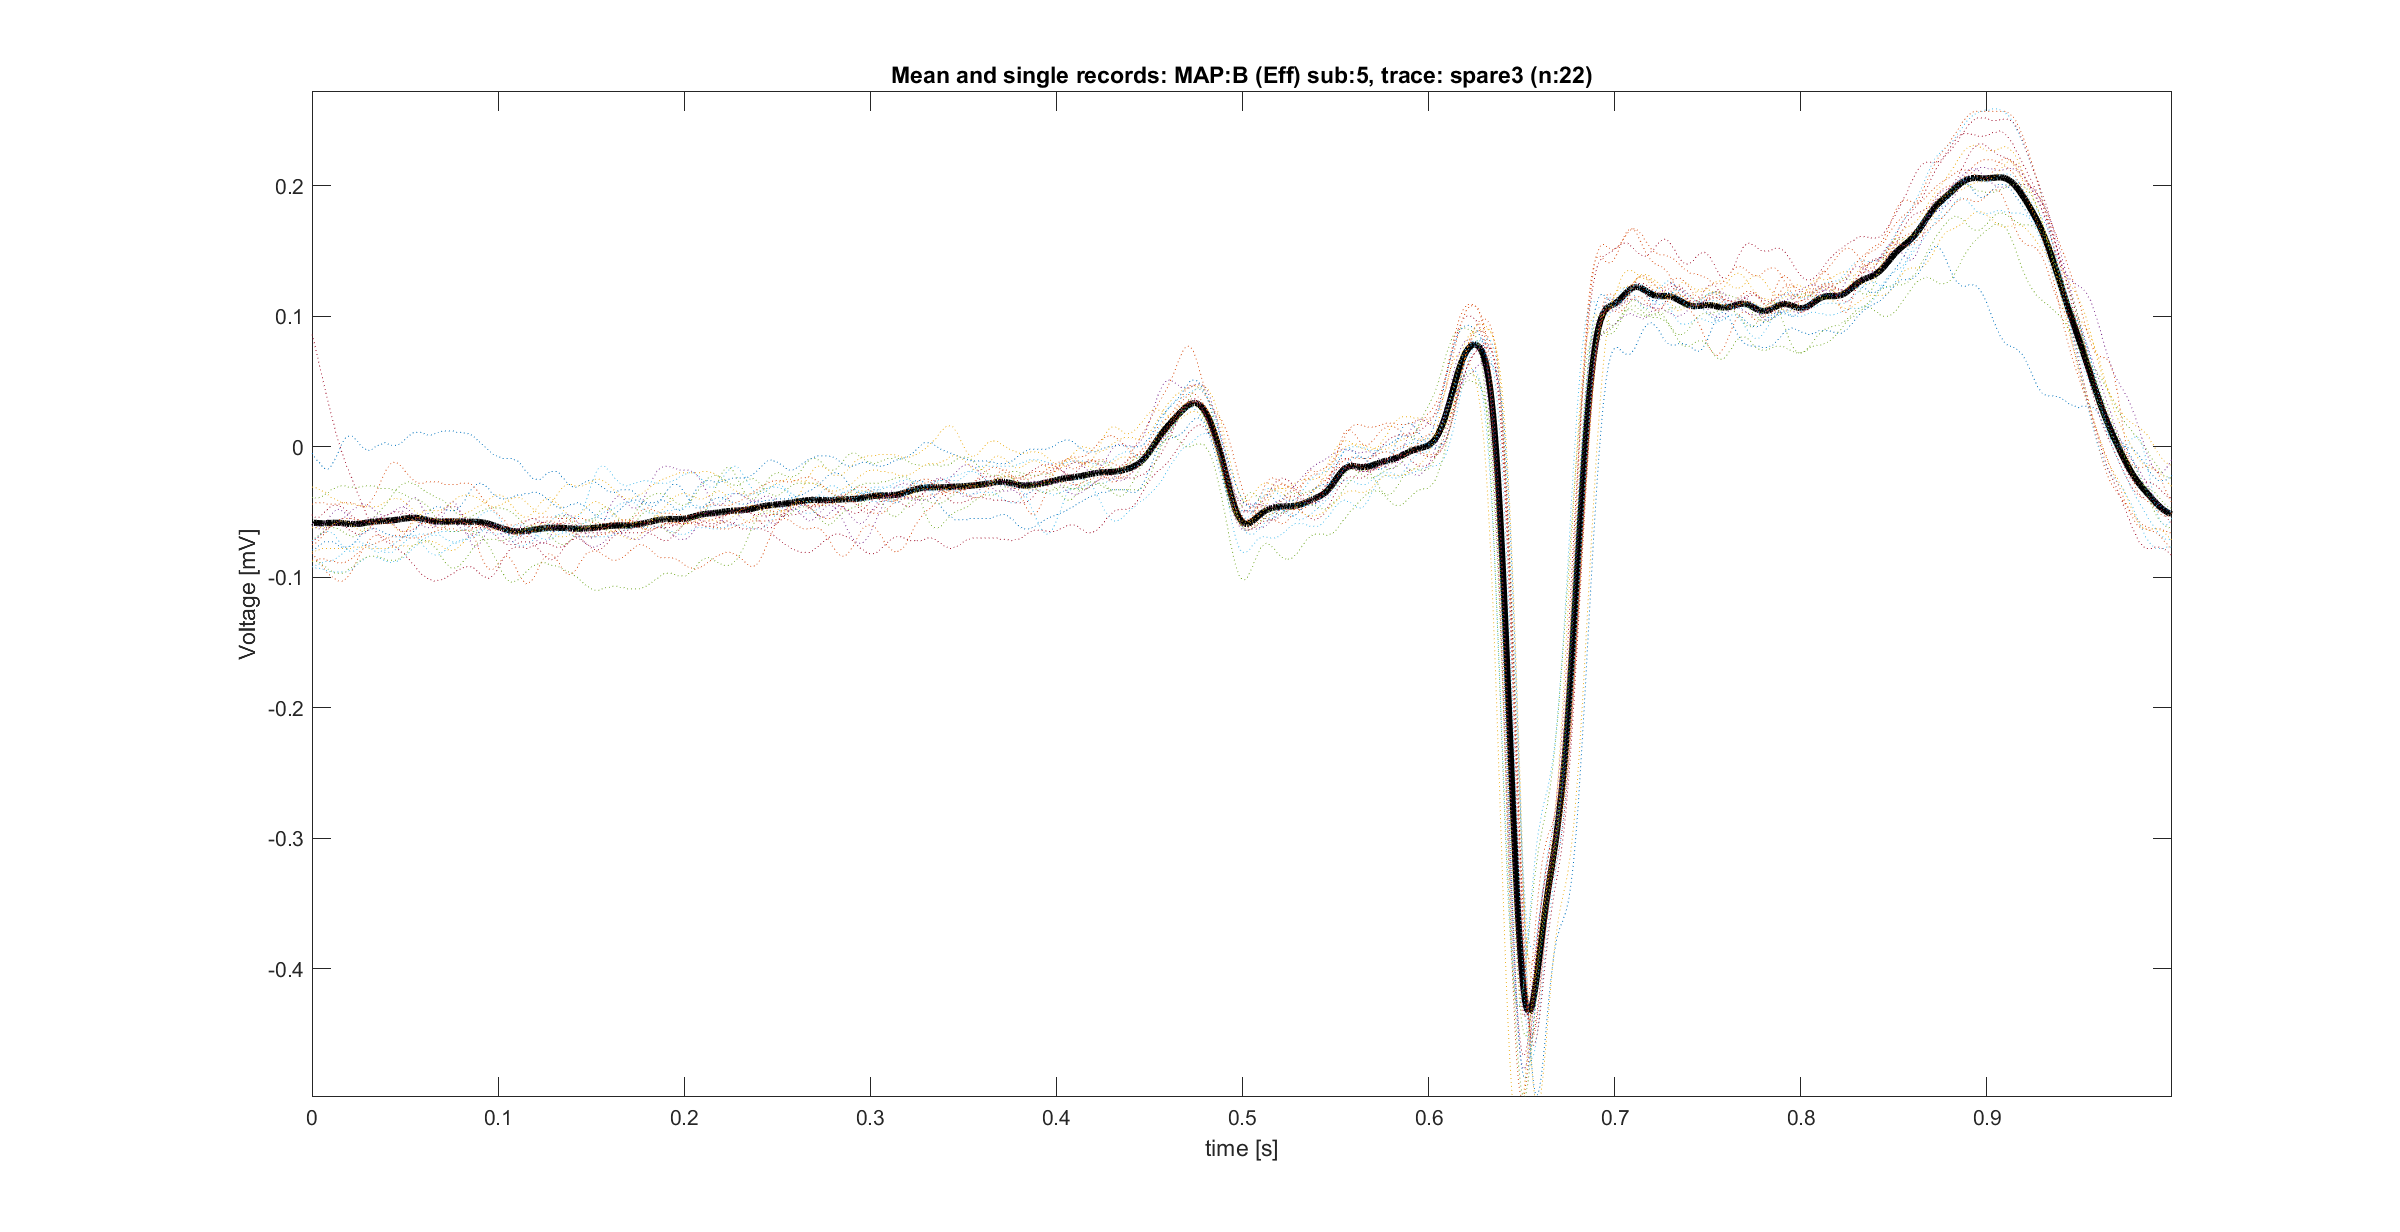 Mean and single records: MAP:B (Eff) sub:5, trace: spare3 (n:22)
0.2
0.1
0
-0.1
-0.2
-0.3
-0.4
Voltage [mV]
0 0.1 0.2 0.3 0.4 0.5 0.6 0.7 0.8 0.9
time [s]